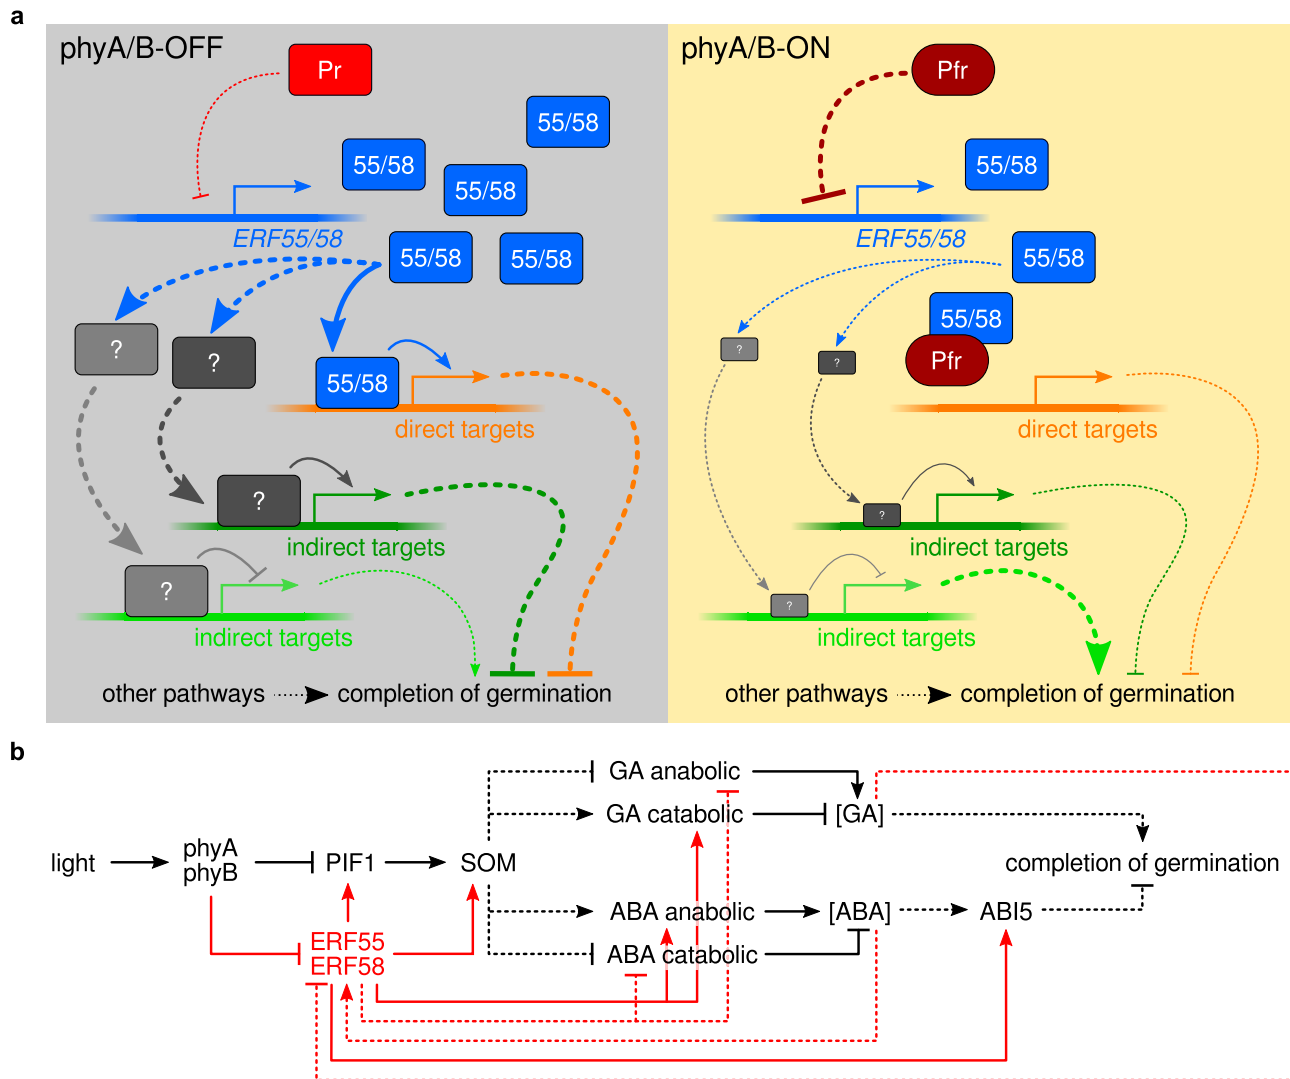 a
phyA/B-OFF
Pr
55/58
55/58
55/58
ERF55/58
55/58
55/58
?
?
55/58
direct targets
?
indirect targets
?
indirect targets
other pathways
completion of germination
phyA/B-ON
Pfr
55/58
ERF55/58
55/58
55/58
Pfr
?
?
direct targets
?
indirect targets
?
indirect targets
other pathways
completion of germination
b
GA anabolic
GA catabolic
[GA]
light
phyA
phyB
PIF1
SOM
completion of germination
ABA anabolic
[ABA]
ABI5
ERF55
ERF58
ABA catabolic